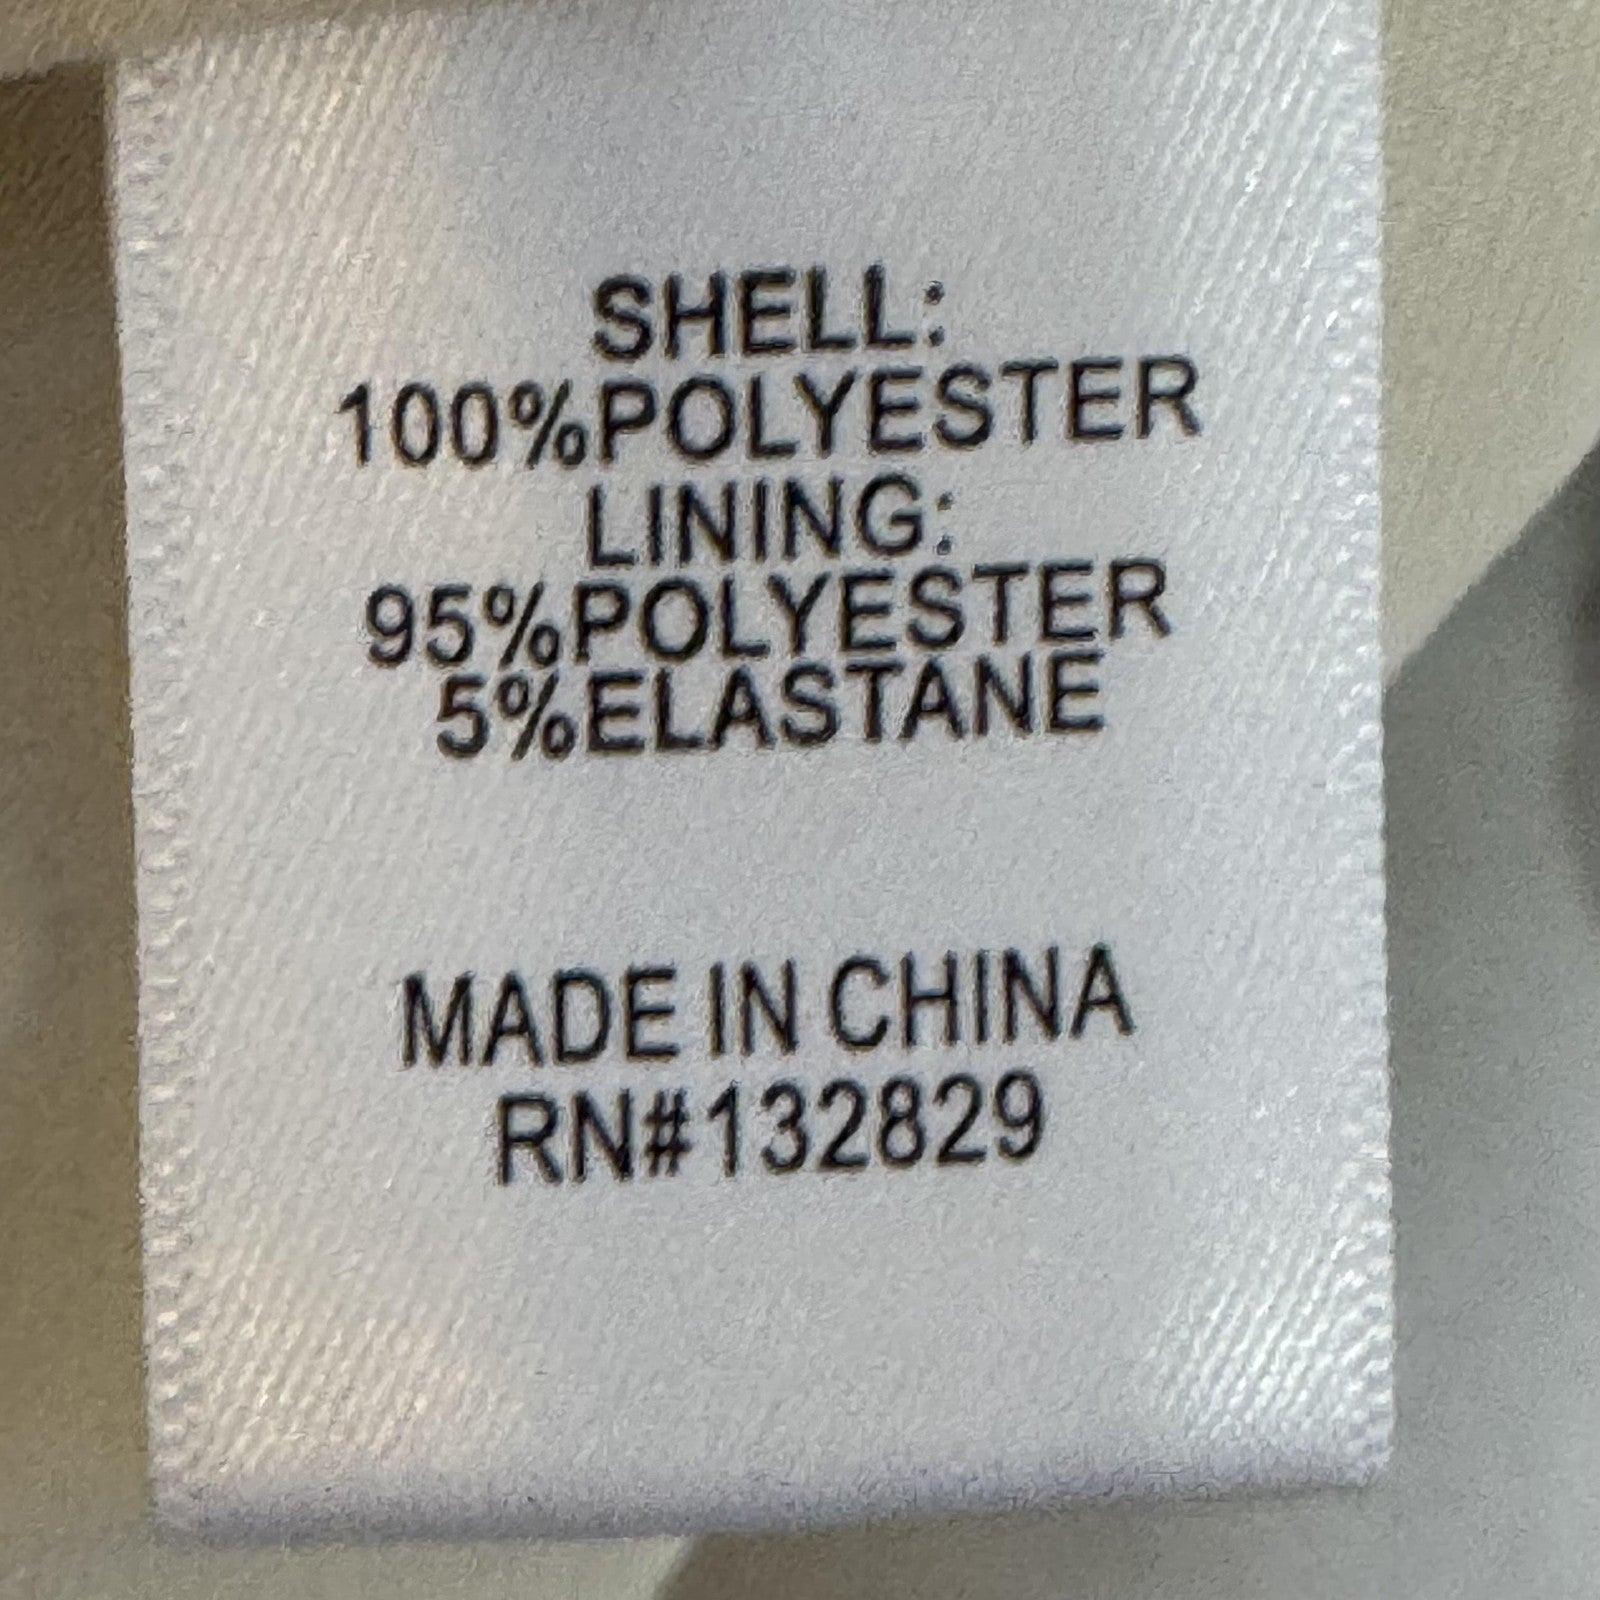 SHELL:
100%POLYESTER
LINING:
95%POLYESTER
5%ELASTANE
MADE IN CHINA
RN#132829